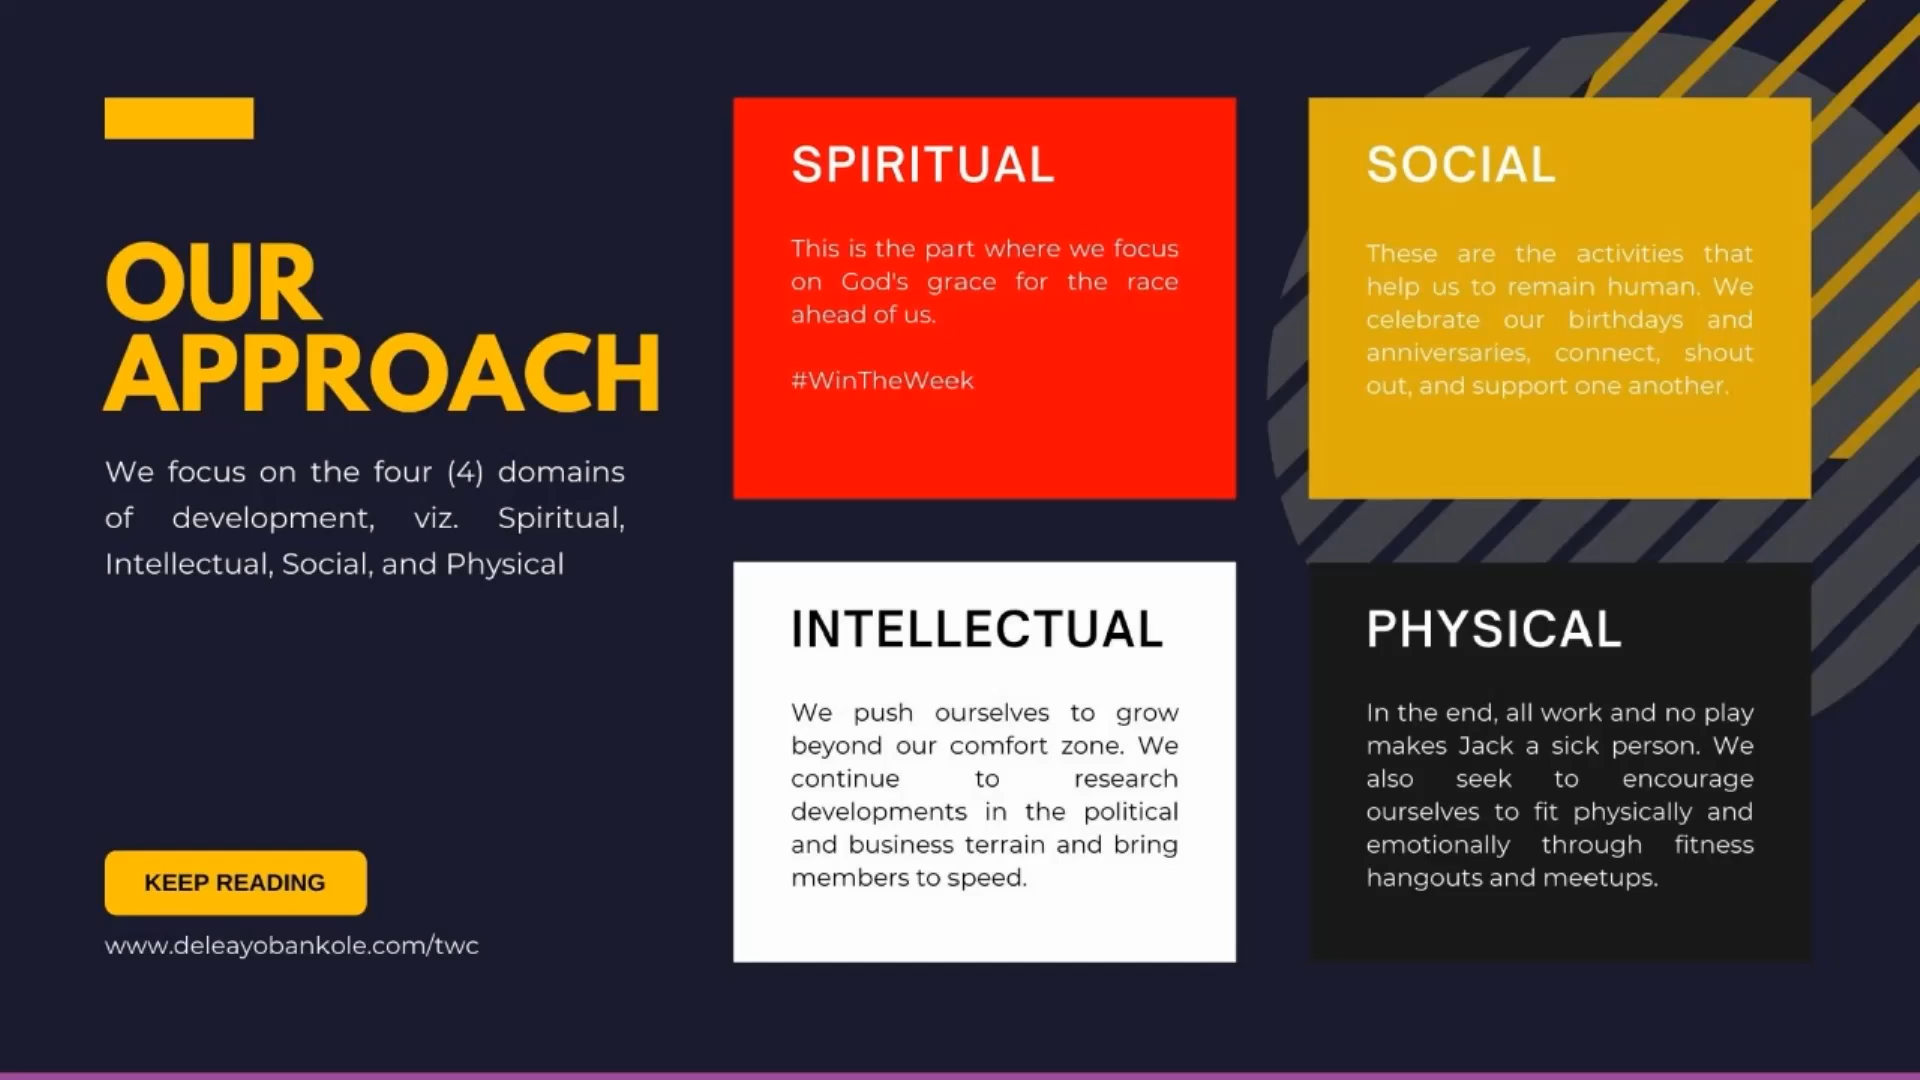 OUR
APPROACH
We focus on the four (4) domains
of development, viz. Spiritual,
Intellectual, Social, and Physical
KEEP READING
www.deleayobankole.com/twc
SPIRITUAL
This is the part where we focus
on God's grace for the race
ahead of us.
#WinTheWeek
SOCIAL
These are the activities that
help us to remain human. We
celebrate our birthdays and
anniversaries, connect, shout
out, and support one another.
INTELLECTUAL
We push ourselves to grow
beyond our comfort zone. We
continue to research
developments in the political
and business terrain and bring
members to speed.
PHYSICAL
In the end, all work and no play
makes Jack a sick person. We
also seek to encourage
ourselves to fit physically and
emotionally through fitness
hangouts and meetups.